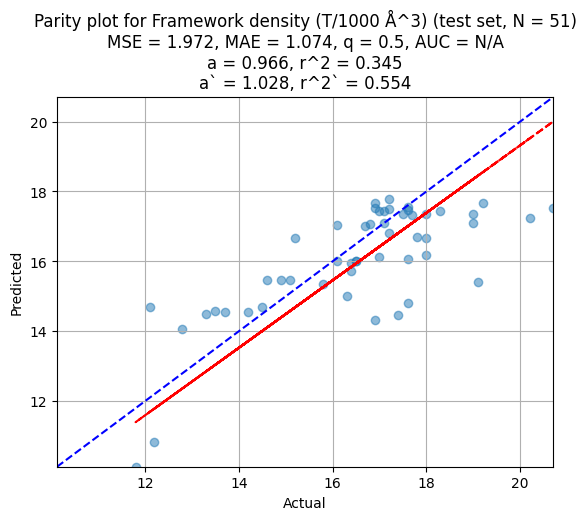 Parity plot for Framework density (T/1000 Å^3) (test set, N = 51)
MSE = 1.972, MAE = 1.074, q = 0.5, AUC = N/A
a = 0.966, r^2 = 0.345
a` = 1.028, r^2` = 0.554
20
18
16
14
12
Predicted
12 14 16 18 20
Actual